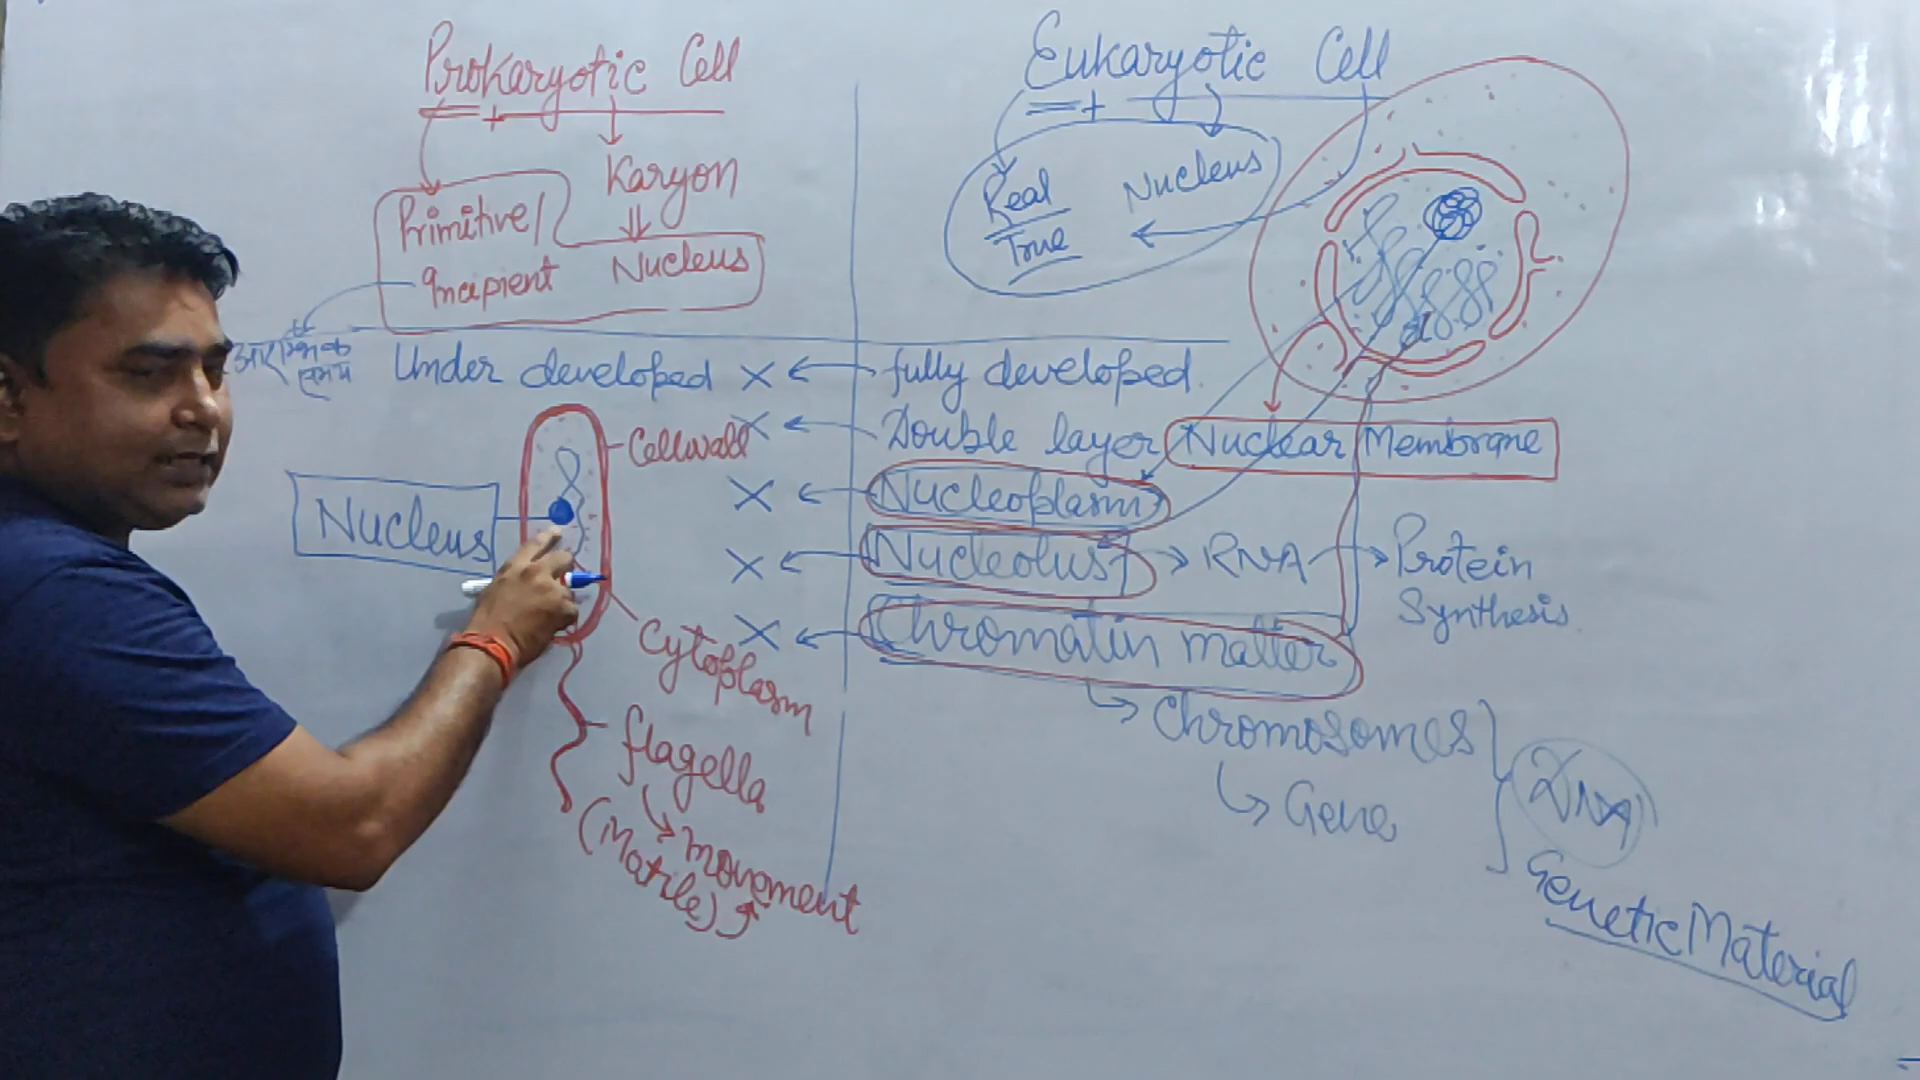 Prokaryotic Cell
Karyon
Primitive/
Incipient Nucleus
Under developed ×
Cellwall ×
Nucleus
×
×
×
Cytoplasm
flagella
movement
(Motile)
Eukaryotic Cell
Real Nucleus
True
fully developed
Double layer Nuclear Membrane
Nucleoplasm
Nucleolus → RNA → Protein
Synthesis
Chromatin matter
Chromosomes
Gene
DNA
Genetic Material